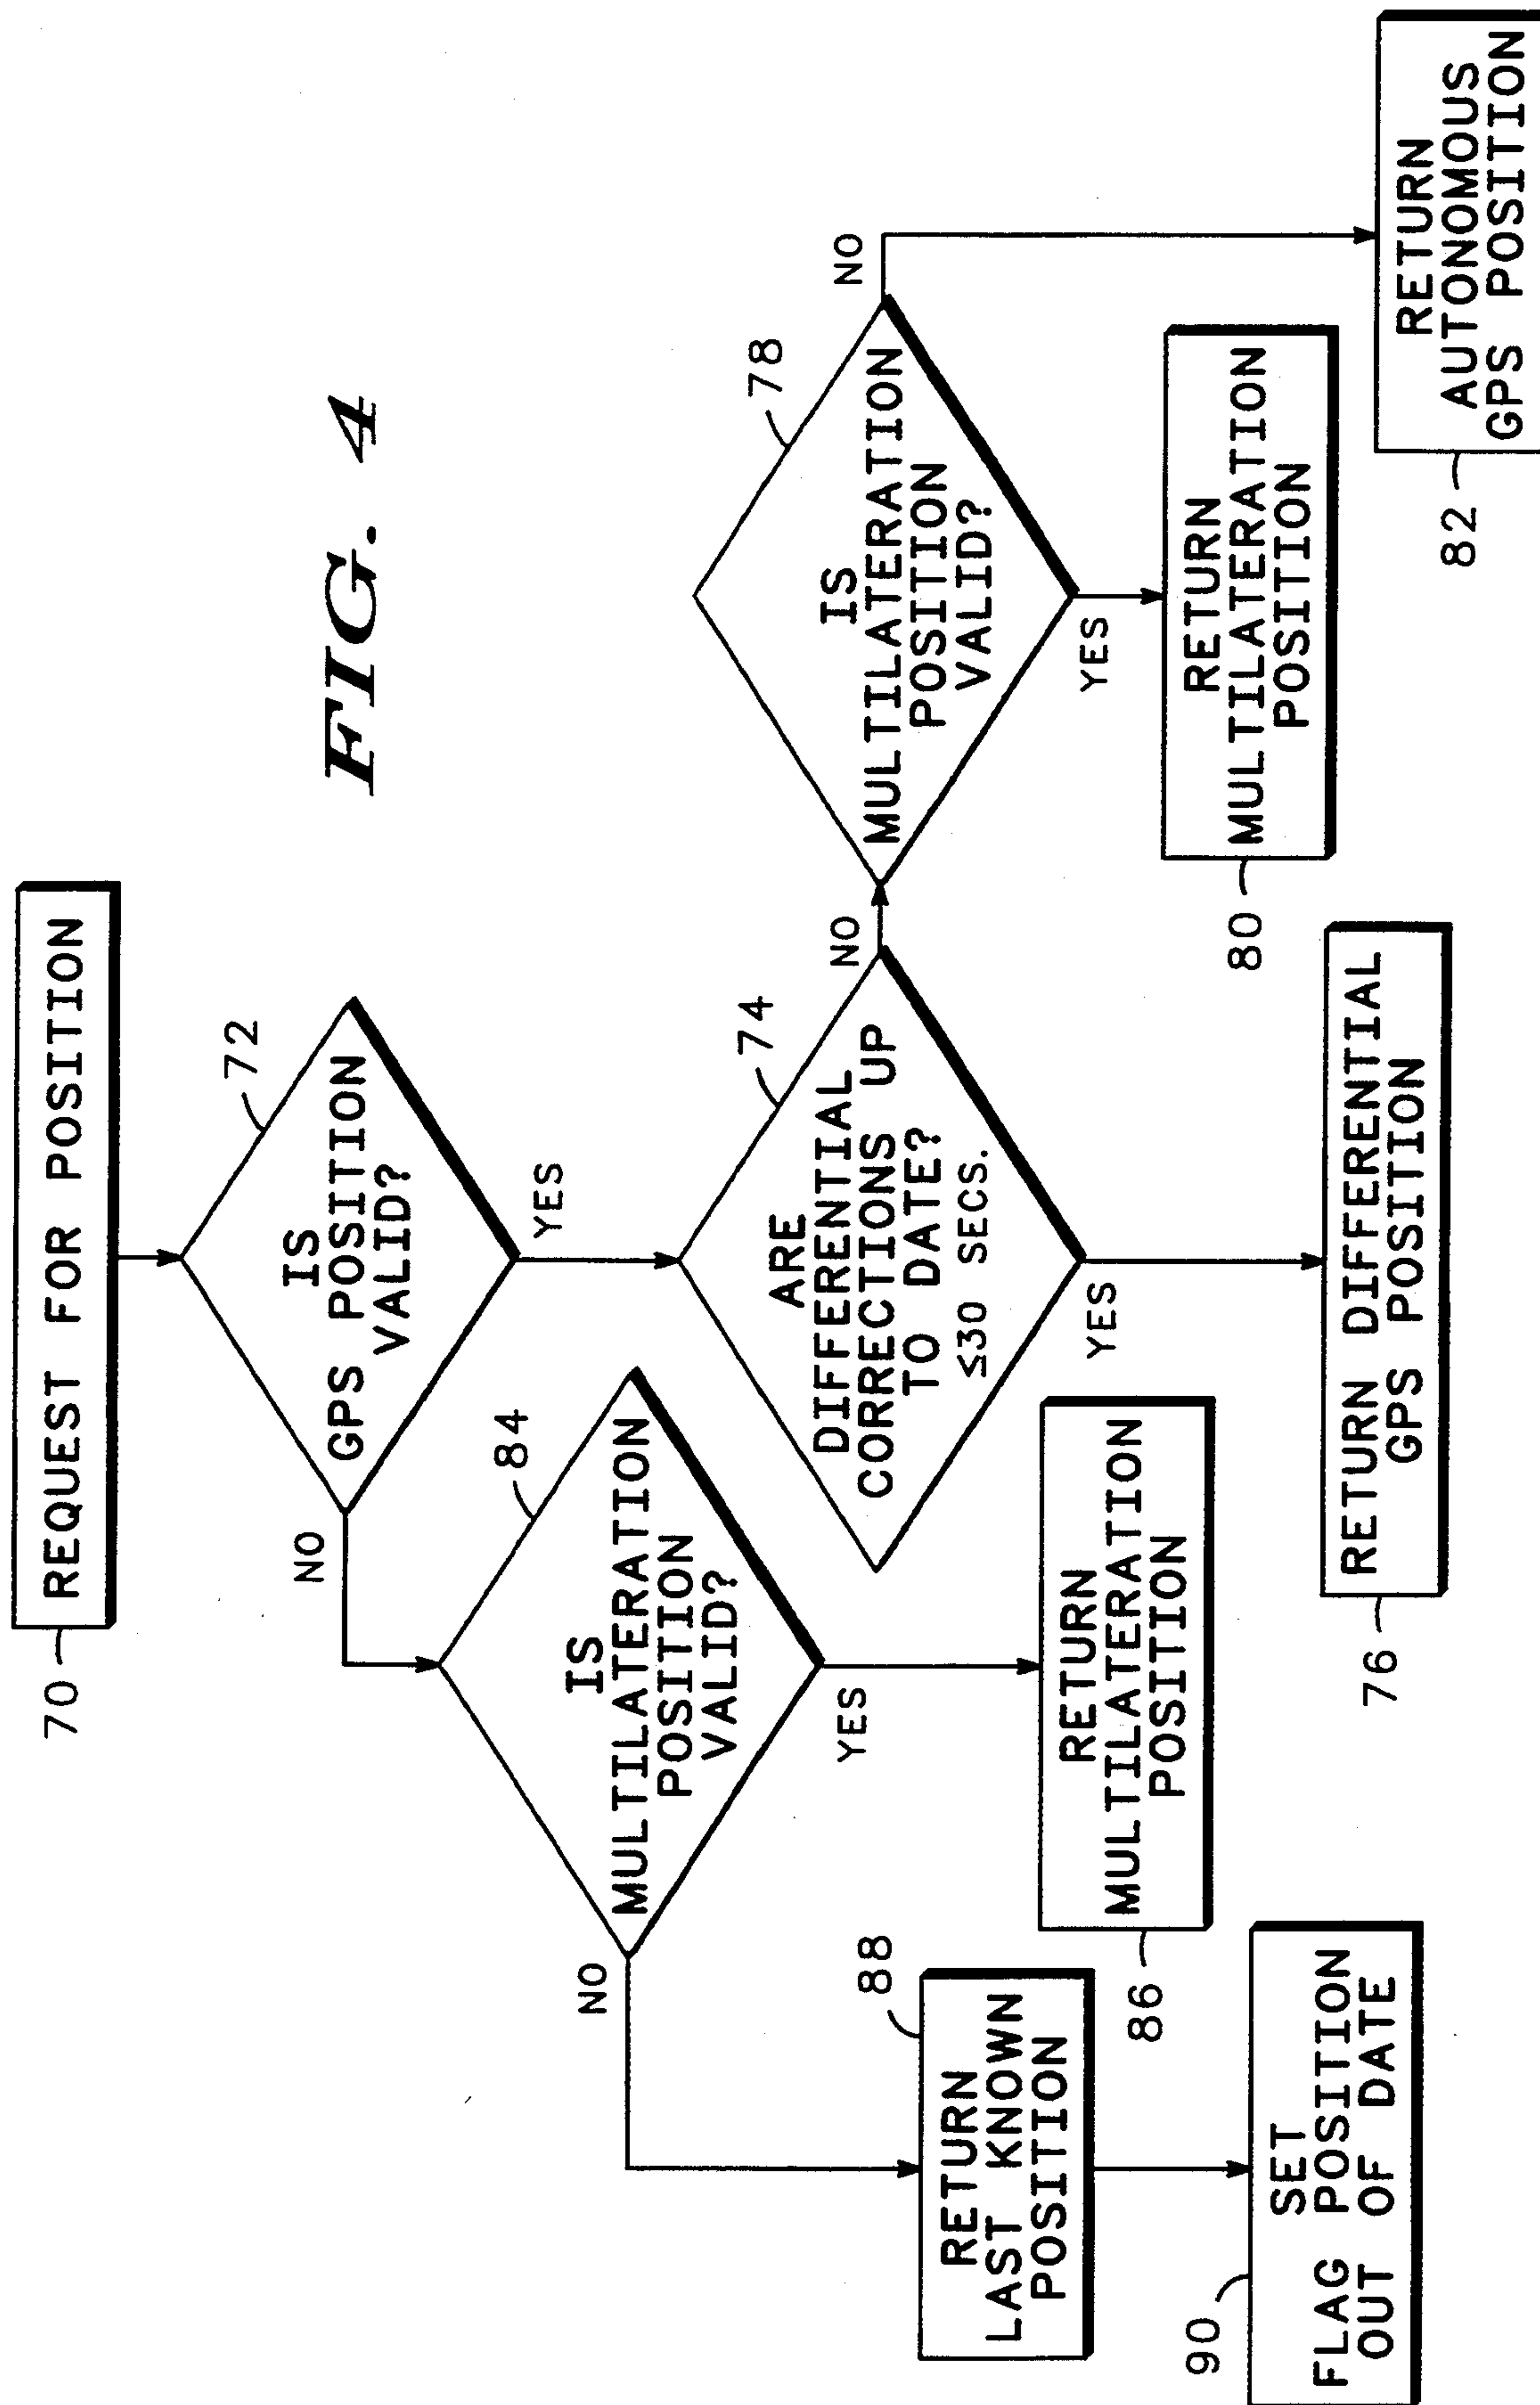 FIG. 4
70
REQUEST FOR POSITION
72
IS
GPS POSITION
VALID?
NO
YES
84
IS
MULTILATERATION
POSITION
VALID?
NO
YES
74
ARE
DIFFERENTIAL
CORRECTIONS UP
TO DATE?
≤30 SECS.
NO
YES
78
IS
MULTILATERATION
POSITION
VALID?
NO
YES
88
RETURN
LAST KNOWN
POSITION
90
SET
FLAG POSITION
OUT OF DATE
86
RETURN
MULTILATERATION
POSITION
76
RETURN DIFFERENTIAL
GPS POSITION
80
RETURN
MULTILATERATION
POSITION
82
RETURN
AUTONOMOUS
GPS POSITION